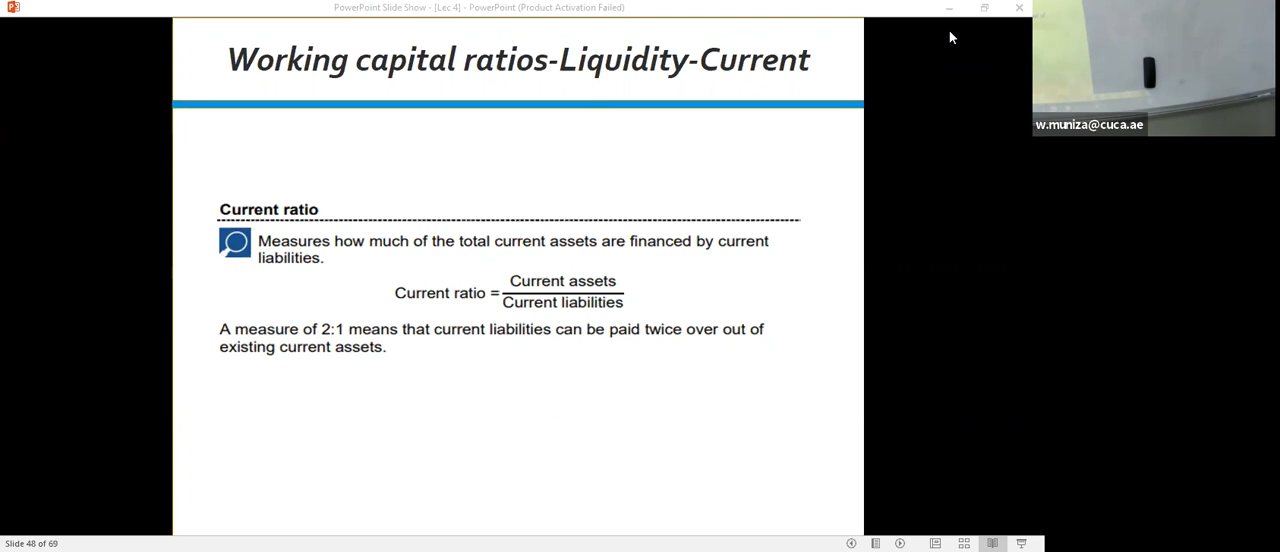 PowerPoint Slide Show - [Lec 4] - PowerPoint (Product Activation Failed)
Working capital ratios-Liquidity-Current
w.muniza@cuca.ae
Current ratio
Measures how much of the total current assets are financed by current
liabilities.
Current ratio = Current assets
Current liabilities
A measure of 2:1 means that current liabilities can be paid twice over out of
existing current assets.
Slide 48 of 69